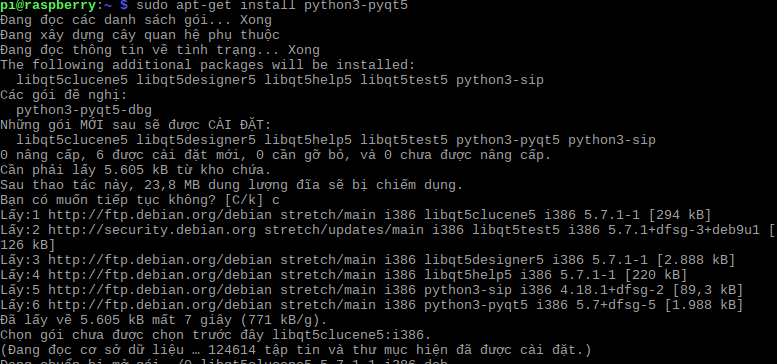 pi@raspberry:~ $ sudo apt-get install python3-pyqt5
Đang đọc các danh sách gói... Xong
Đang xây dựng cây quan hệ phụ thuộc
Đang đọc thông tin về tình trạng... Xong
The following additional packages will be installed:
  libqt5clucene5 libqt5designer5 libqt5help5 libqt5test5 python3-sip
Các gói đề nghị:
  python3-pyqt5-dbg
Những gói MỚI sau sẽ được CÀI ĐẶT:
  libqt5clucene5 libqt5designer5 libqt5help5 libqt5test5 python3-pyqt5 python3-sip
0 nâng cấp, 6 được cài đặt mới, 0 cần gỡ bỏ, và 0 chưa được nâng cấp.
Cần phải lấy 5.605 kB từ kho chứa.
Sau thao tác này, 23,8 MB dung lượng đĩa sẽ bị chiếm dụng.
Bạn có muốn tiếp tục không? [C/k] c
Lấy:1 http://ftp.debian.org/debian stretch/main i386 libqt5clucene5 i386 5.7.1-1 [294 kB]
Lấy:2 http://security.debian.org stretch/updates/main i386 libqt5test5 i386 5.7.1+dfsg-3+deb9u1 [
126 kB]
Lấy:3 http://ftp.debian.org/debian stretch/main i386 libqt5designer5 i386 5.7.1-1 [2.888 kB]
Lấy:4 http://ftp.debian.org/debian stretch/main i386 libqt5help5 i386 5.7.1-1 [220 kB]
Lấy:5 http://ftp.debian.org/debian stretch/main i386 python3-sip i386 4.18.1+dfsg-2 [89,3 kB]
Lấy:6 http://ftp.debian.org/debian stretch/main i386 python3-pyqt5 i386 5.7+dfsg-5 [1.988 kB]
Đã lấy về 5.605 kB mất 7 giây (771 kB/g).
Chọn gói chưa được chọn trước đây libqt5clucene5:i386.
(Đang đọc cơ sở dữ liệu … 124614 tập tin và thư mục hiện đã được cài đặt.)